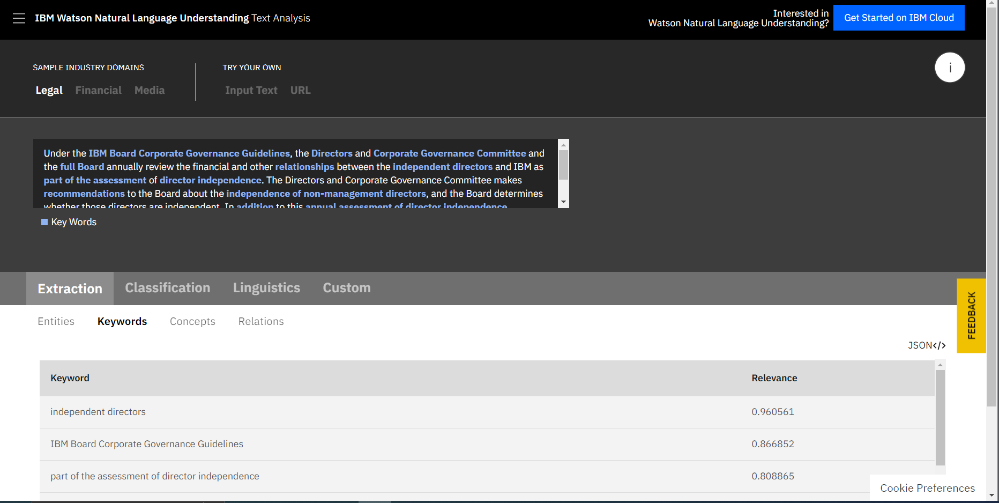 IBM Watson Natural Language Understanding Text Analysis
Interested in
Watson Natural Language Understanding?
Get Started on IBM Cloud
SAMPLE INDUSTRY DOMAINS
TRY YOUR OWN
Legal Financial Media
Input Text URL
i
Under the IBM Board Corporate Governance Guidelines, the Directors and Corporate Governance Committee and
the full Board annually review the financial and other relationships between the independent directors and IBM as
part of the assessment of director independence. The Directors and Corporate Governance Committee makes
recommendations to the Board about the independence of non-management directors, and the Board determines
whether those directors are independent. In addition to this annual assessment of director independence,
Key Words
Extraction Classification Linguistics Custom
FEEDBACK
Entities Keywords Concepts Relations
JSON</>
Keyword Relevance
independent directors 0.960561
IBM Board Corporate Governance Guidelines 0.866852
part of the assessment of director independence 0.808865
Cookie Preferences